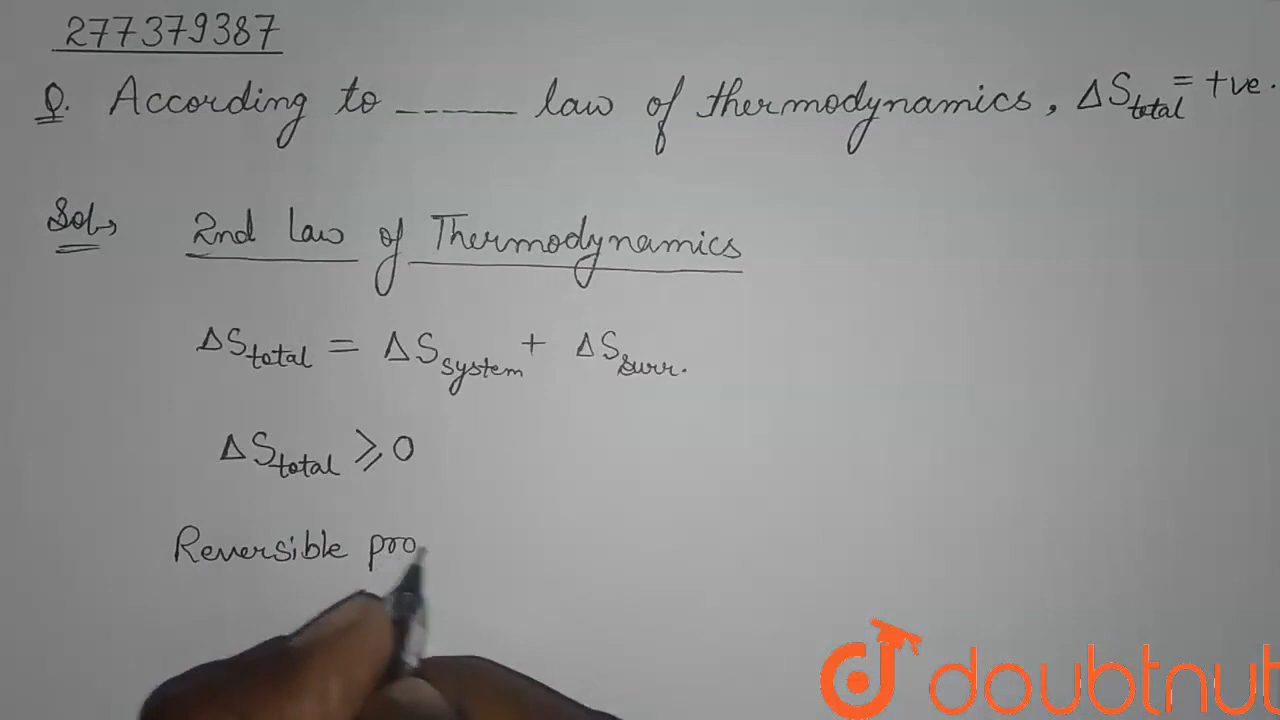 277379387
Q. According to ----- law of thermodynamics, ΔS_total = +ve.
Sol→ 2nd Law of Thermodynamics
ΔS_total = ΔS_system + ΔS_surr.
ΔS_total ⩾ 0
Reversible pro
doubtnut